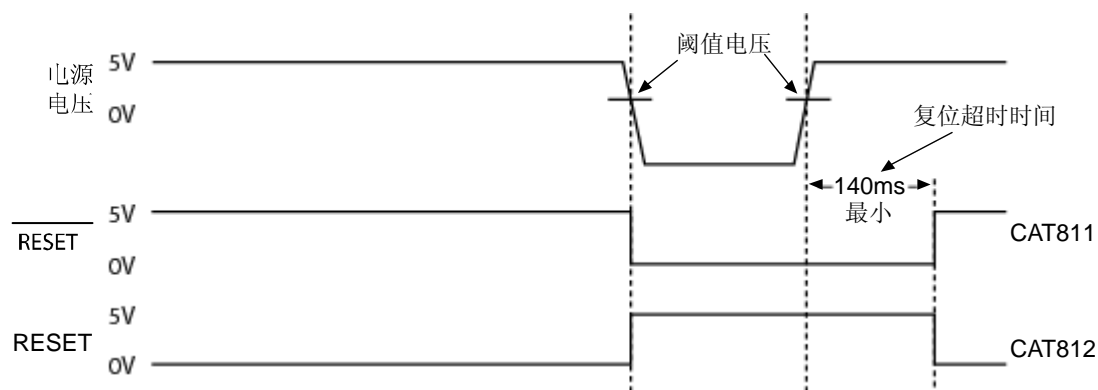 阈值电压
电源
电压
5V
0V
复位超时时间
140ms
最小
RESET
5V
0V
CAT811
RESET
5V
0V
CAT812